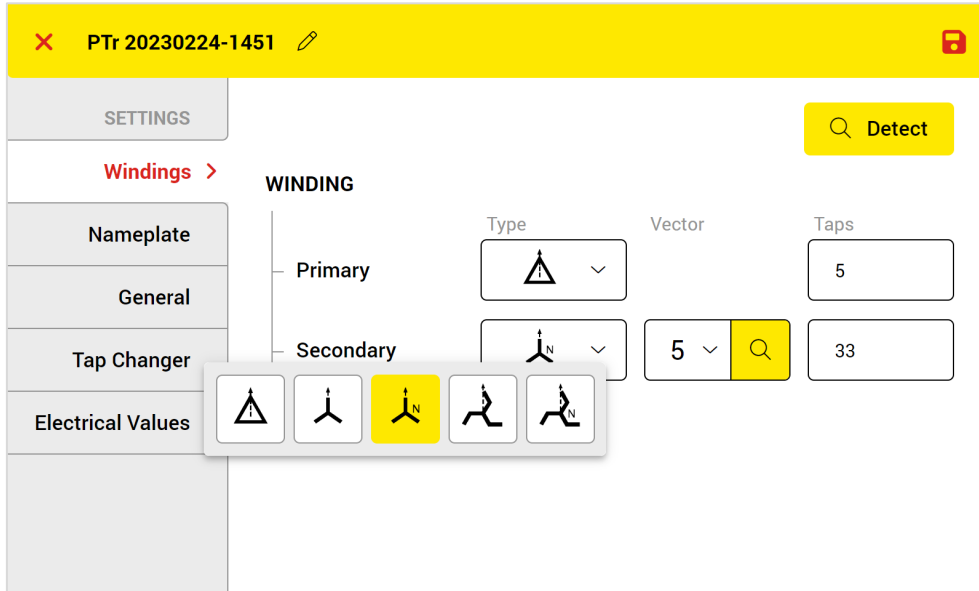 PTr 20230224-1451
SETTINGS
Detect
Windings
WINDING
Nameplate
Type Vector Taps
Primary 5
General
Secondary N 5 33
Tap Changer
N N
Electrical Values